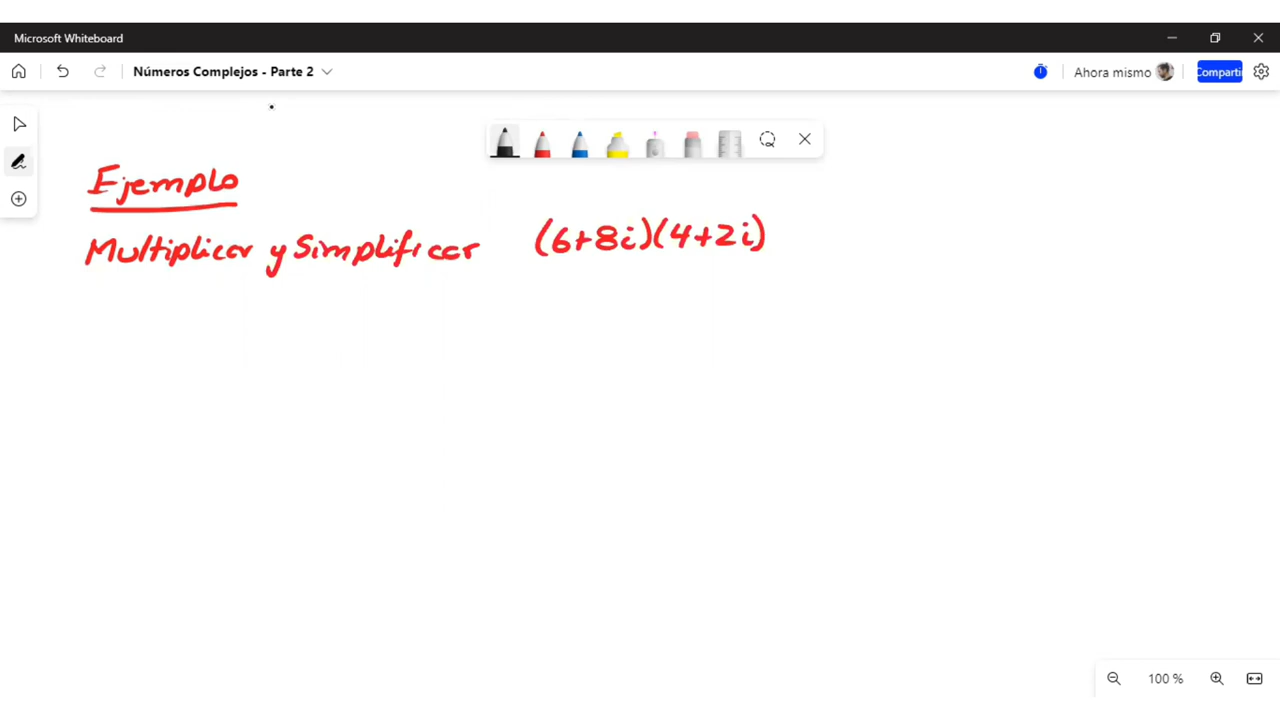 Microsoft Whiteboard
Números Complejos - Parte 2
Ahora mismo
Comparti
Ejemplo
Multiplicar y Simplificar (6+8i)(4+2i)
100 %